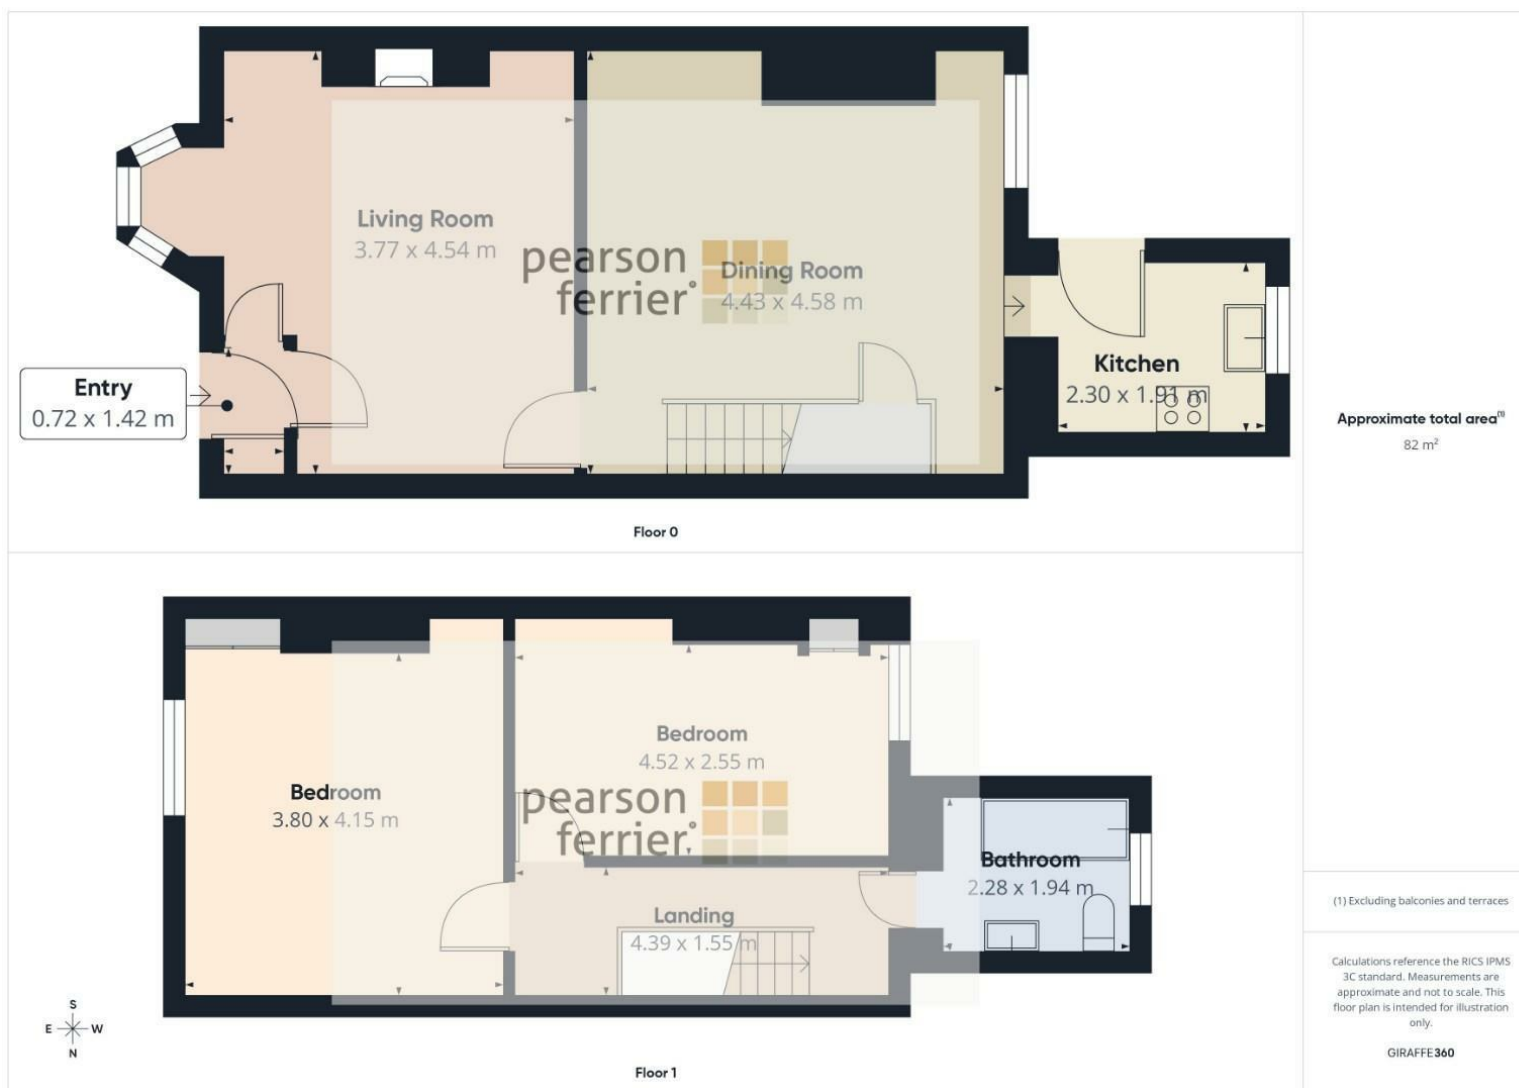 Living Room
3.77 x 4.54 m
pearson
ferrier
Dining Room
4.43 x 4.58 m
Entry
0.72 x 1.42 m
Kitchen
2.30 x 1.91 m
Floor 0
Approximate total area(1)
82 m²
Bedroom
3.80 x 4.15 m
Bedroom
4.52 x 2.55 m
pearson
ferrier
Landing
4.39 x 1.55 m
Bathroom
2.28 x 1.94 m
(1) Excluding balconies and terraces
Calculations reference the RICS IPMS
3C standard. Measurements are
approximate and not to scale. This
floor plan is intended for illustration
only.
GIRAFFE360
S
E W
N
Floor 1